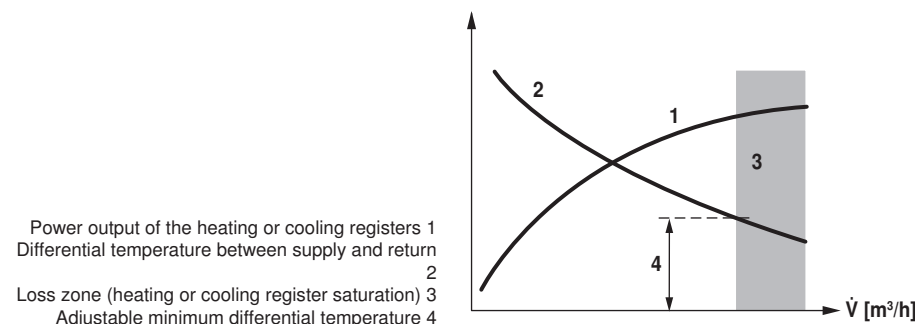 Power output of the heating or cooling registers 1
Differential temperature between supply and return
2
Loss zone (heating or cooling register saturation) 3
Adjustable minimum differential temperature 4
2
1
3
4
V̇ [m³/h]